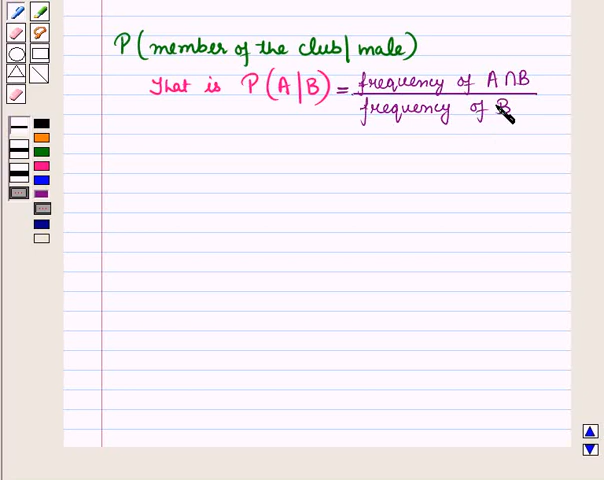 P(member of the club | male)
That is P(A|B) = frequency of A∩B
frequency of B